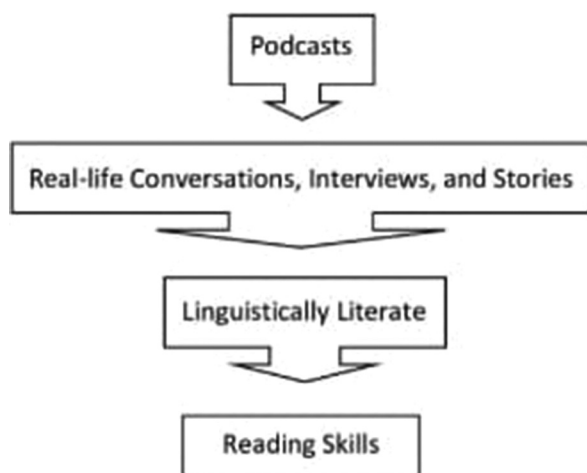 Podcasts
Real-life Conversations, Interviews, and Stories
Linguistically Literate
Reading Skills